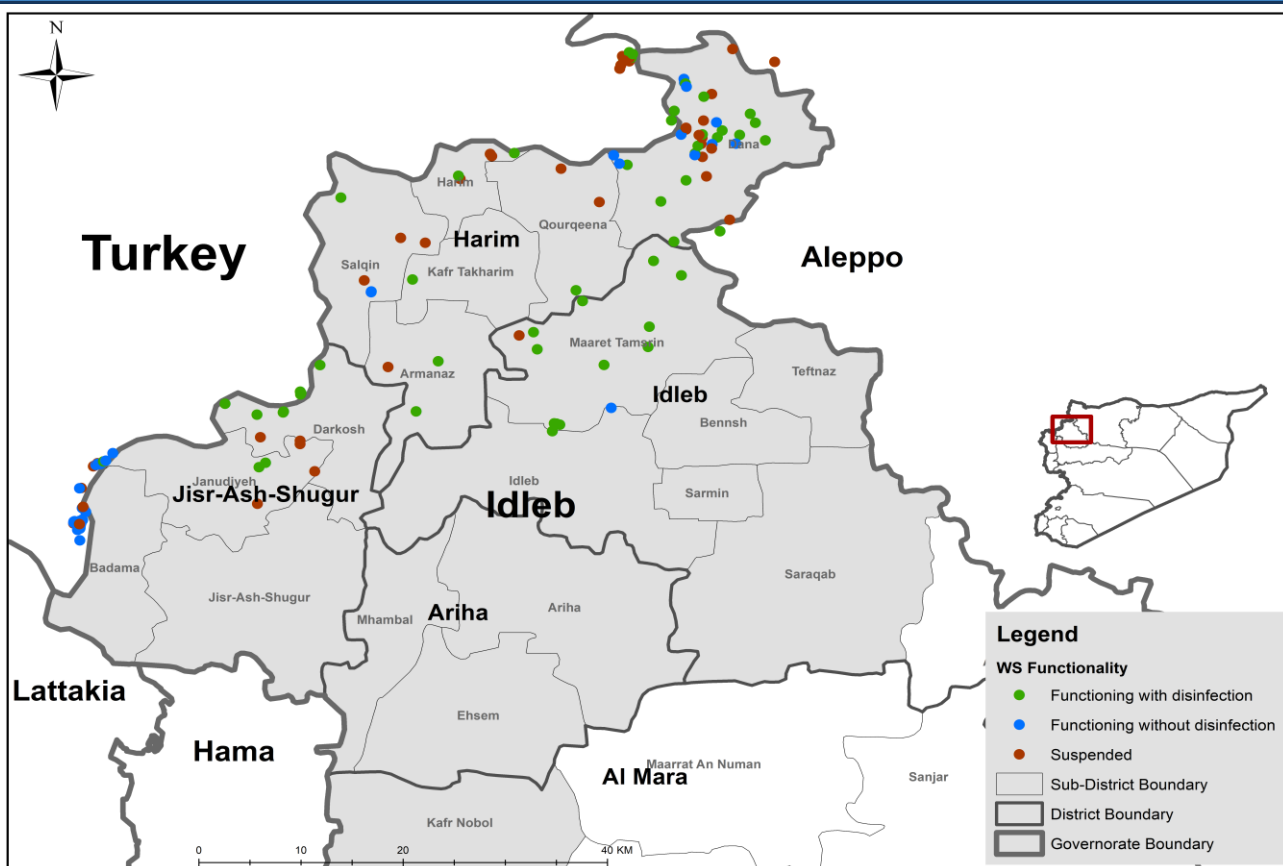 N
Dana
Harim
Qourqeena
Harim
Turkey
Aleppo
Salqin
Kafr Takharim
Maaret Tamsrin
Teftnaz
Armanaz
Idleb
Bennsh
Darkosh
Janudiyeh
Jisr-Ash-Shugur
Idleb
Idleb
Sarmin
Badama
Saraqab
Jisr-Ash-Shugur
Mhambal
Ariha
Ariha
Legend
WS Functionality
Functioning with disinfection
Functioning without disinfection
Suspended
Sub-District Boundary
District Boundary
Governorate Boundary
Lattakia
Ehsem
Hama
Al Mara
Maarrat An Numan
Sanjar
Kafr Nobol
0 10 20 40 KM